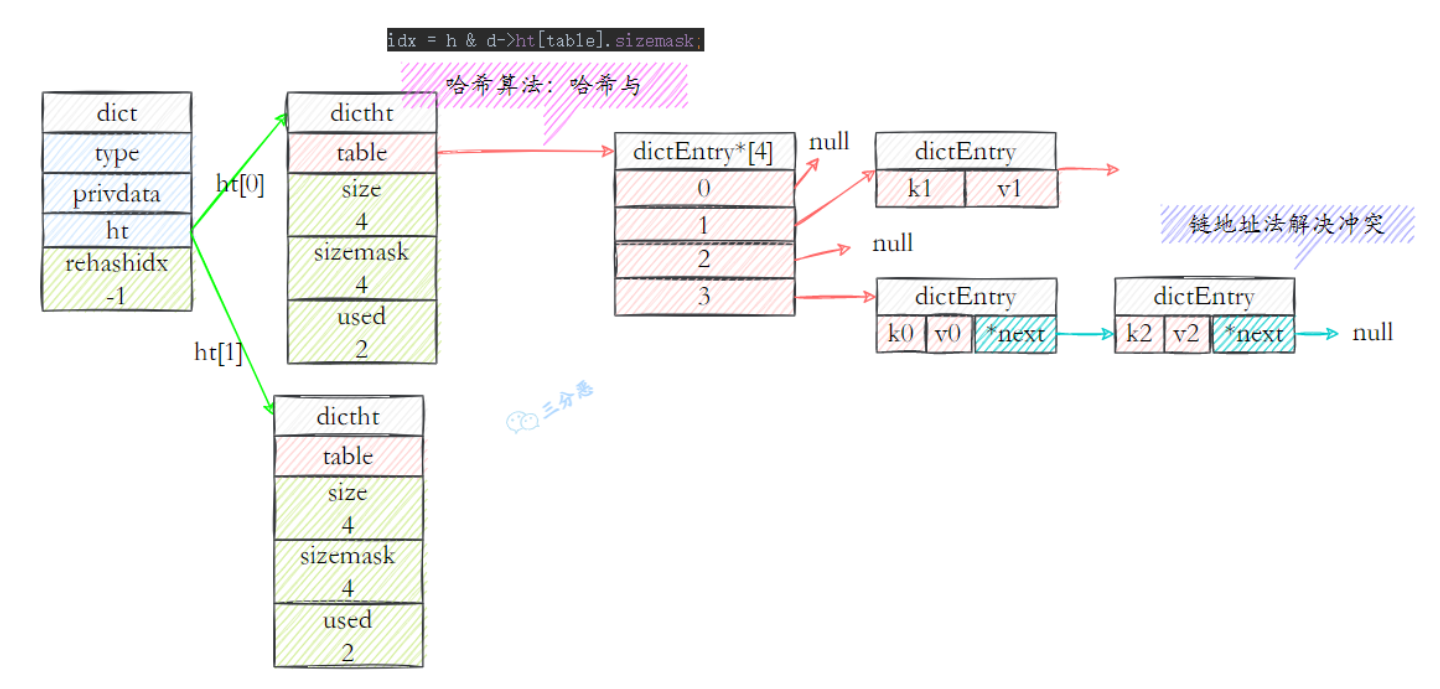 idx = h & d->ht[table].sizemask;
哈希算法：哈希与
dict
type
privdata
ht
rehashidx
-1
ht[0]
ht[1]
dictht
table
size
4
sizemask
4
used
2
dictht
table
size
4
sizemask
4
used
2
dictEntry*[4]
0
1
2
3
null
null
dictEntry
k1 v1
链地址法解决冲突
dictEntry
k0 v0 *next
dictEntry
k2 v2 *next
null
三分恶